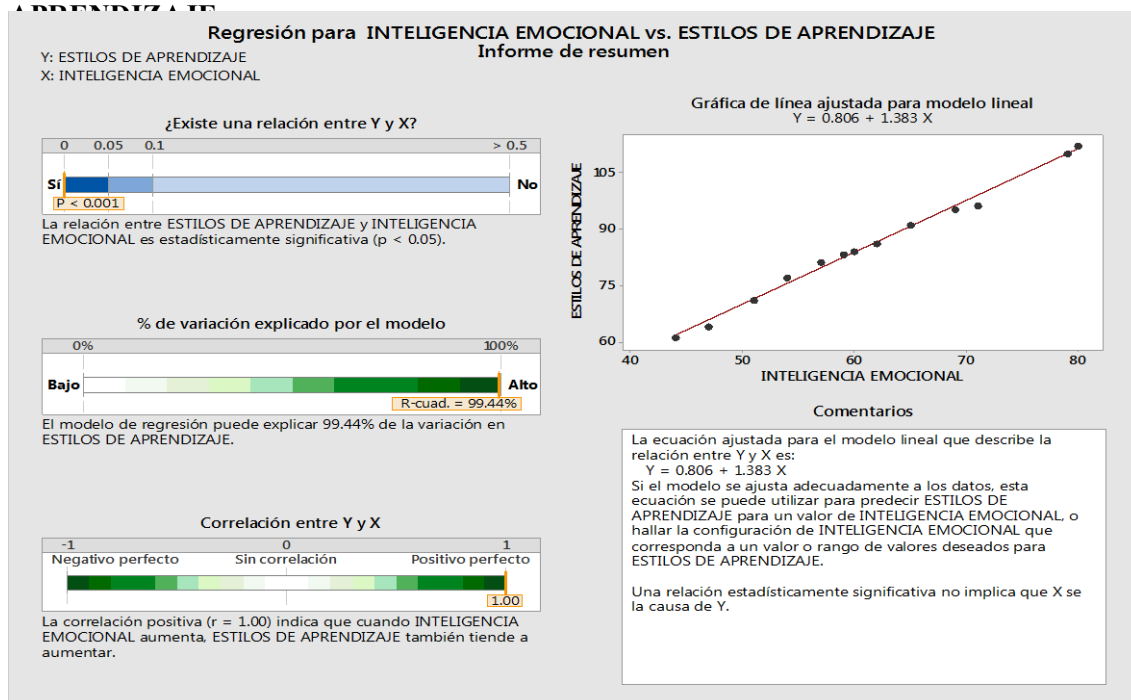 APRENDIZAJE
Regresión para INTELIGENCIA EMOCIONAL vs. ESTILOS DE APRENDIZAJE
Informe de resumen
Y: ESTILOS DE APRENDIZAJE
X: INTELIGENCIA EMOCIONAL
¿Existe una relación entre Y y X?
0 0.05 0.1 > 0.5
Sí No
P < 0.001
La relación entre ESTILOS DE APRENDIZAJE y INTELIGENCIA
EMOCIONAL es estadísticamente significativa (p < 0.05).
% de variación explicado por el modelo
0% 100%
Bajo Alto
R-cuad. = 99.44%
El modelo de regresión puede explicar 99.44% de la variación en
ESTILOS DE APRENDIZAJE.
Correlación entre Y y X
-1 0 1
Negativo perfecto Sin correlación Positivo perfecto
1.00
La correlación positiva (r = 1.00) indica que cuando INTELIGENCIA
EMOCIONAL aumenta, ESTILOS DE APRENDIZAJE también tiende a
aumentar.
Gráfica de línea ajustada para modelo lineal
Y = 0.806 + 1.383 X
ESTILOS DE APRENDIZAJE
105
90
75
60
40 50 60 70 80
INTELIGENCIA EMOCIONAL
Comentarios
La ecuación ajustada para el modelo lineal que describe la
relación entre Y y X es:
Y = 0.806 + 1.383 X
Si el modelo se ajusta adecuadamente a los datos, esta
ecuación se puede utilizar para predecir ESTILOS DE
APRENDIZAJE para un valor de INTELIGENCIA EMOCIONAL, o
hallar la configuración de INTELIGENCIA EMOCIONAL que
corresponda a un valor o rango de valores deseados para
ESTILOS DE APRENDIZAJE.
Una relación estadísticamente significativa no implica que X se
la causa de Y.